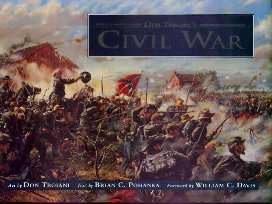 Don Troiani's
CIVIL WAR
Art by DON TROIANI Text by BRIAN C. POHANKA Foreword by WILLIAM C. DAVIS